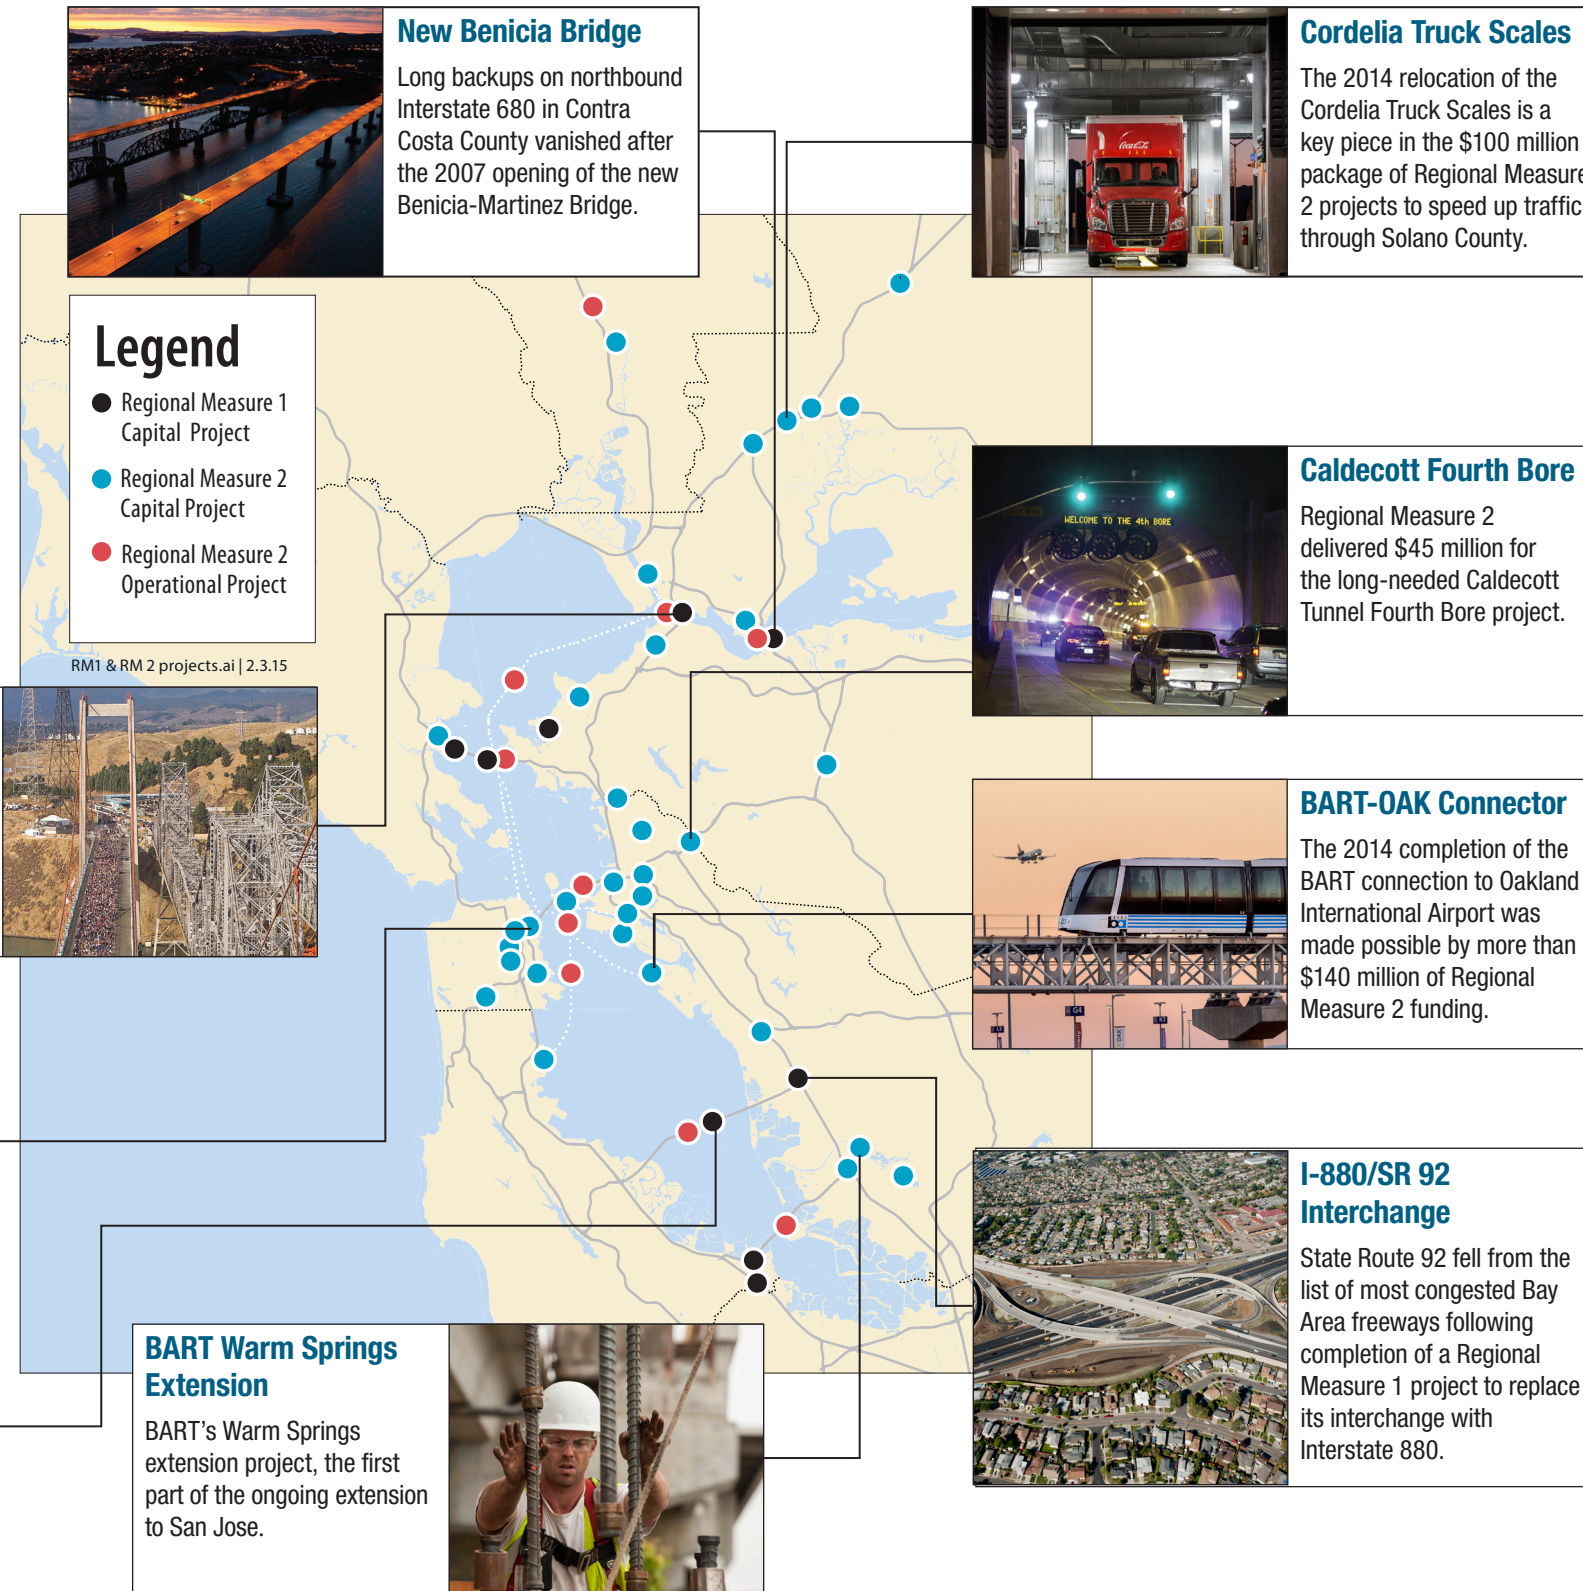 New Benicia Bridge
Long backups on northbound
Interstate 680 in Contra
Costa County vanished after
the 2007 opening of the new
Benicia-Martinez Bridge.
Cordelia Truck Scales
The 2014 relocation of the
Cordelia Truck Scales is a
key piece in the $100 million
package of Regional Measure
2 projects to speed up traffic
through Solano County.
Coca-Cola
Legend
Regional Measure 1
Capital Project
Regional Measure 2
Capital Project
Regional Measure 2
Operational Project
RM1 & RM 2 projects.ai | 2.3.15
WELCOME TO THE 4th BORE
Caldecott Fourth Bore
Regional Measure 2
delivered $45 million for
the long-needed Caldecott
Tunnel Fourth Bore project.
BART-OAK Connector
The 2014 completion of the
BART connection to Oakland
International Airport was
made possible by more than
$140 million of Regional
Measure 2 funding.
ba
G4
OAK
I-880/SR 92
Interchange
State Route 92 fell from the
list of most congested Bay
Area freeways following
completion of a Regional
Measure 1 project to replace
its interchange with
Interstate 880.
BART Warm Springs
Extension
BART's Warm Springs
extension project, the first
part of the ongoing extension
to San Jose.